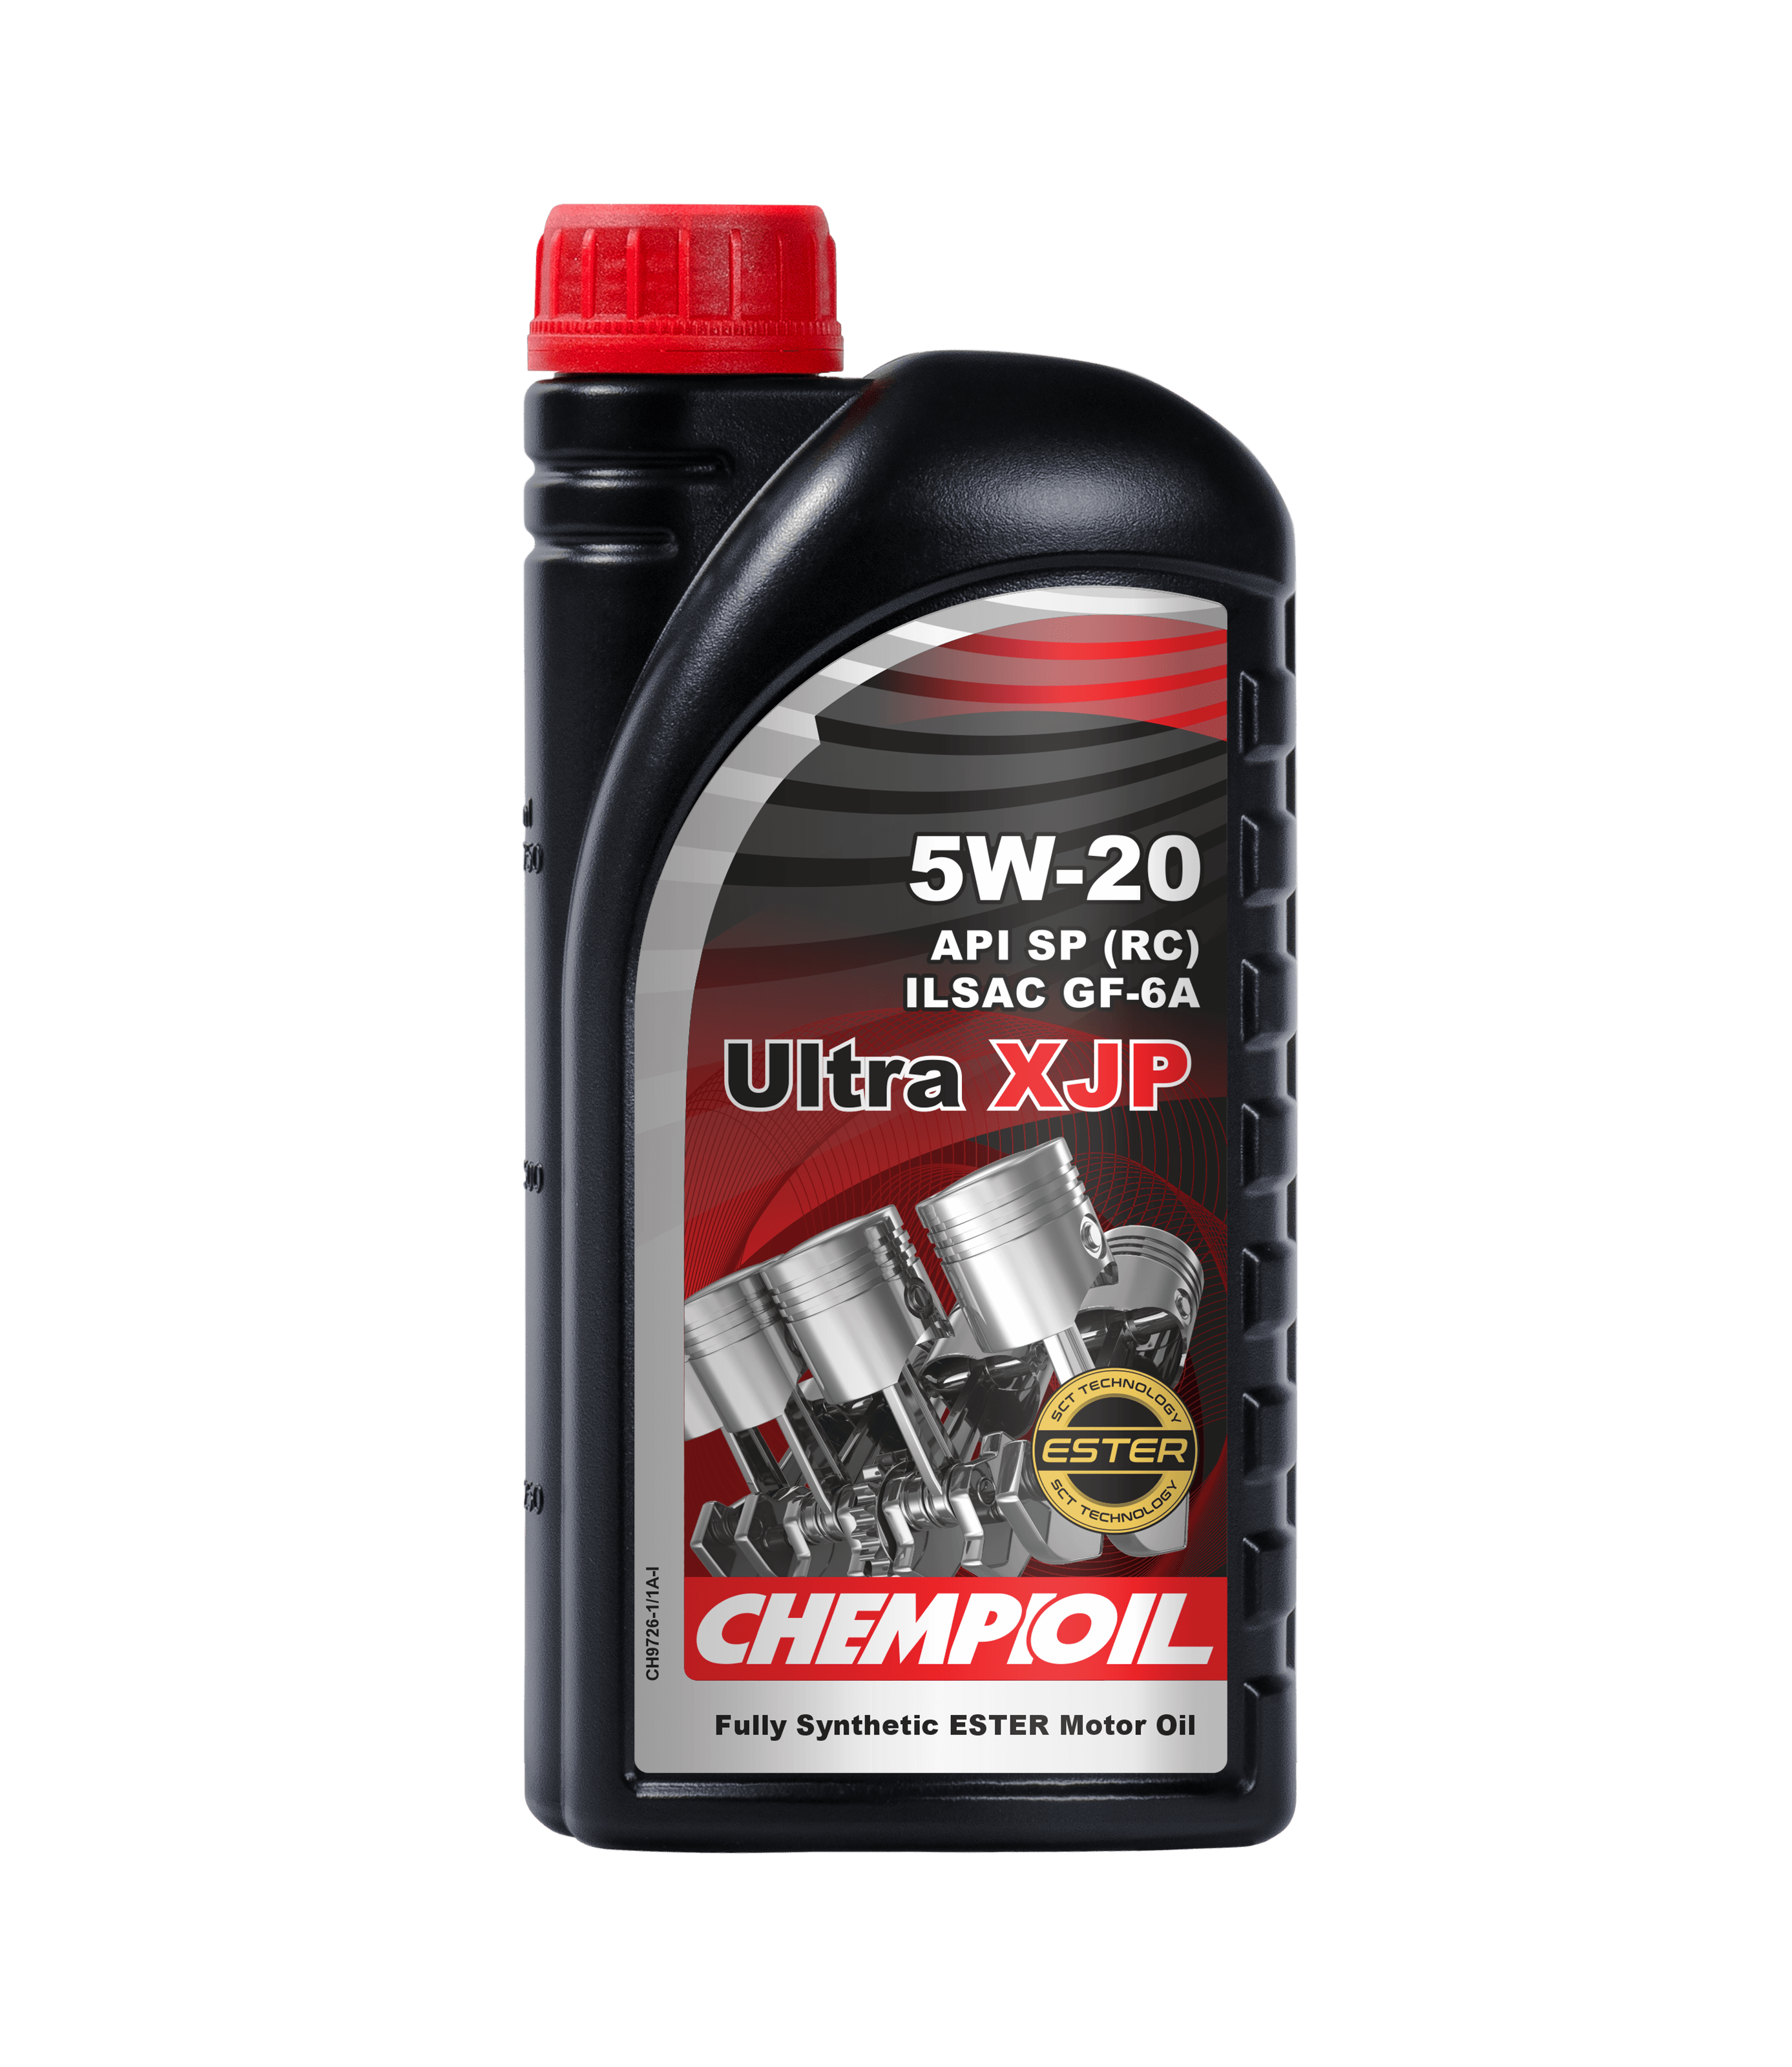 5W-20
API SP (RC)
ILSAC GF-6A
Ultra XJP
SCT TECHNOLOGY
ESTER
SCT TECHNOLOGY
CHEMPIOIL
Fully Synthetic ESTER Motor Oil
CH9726-1/1A-I